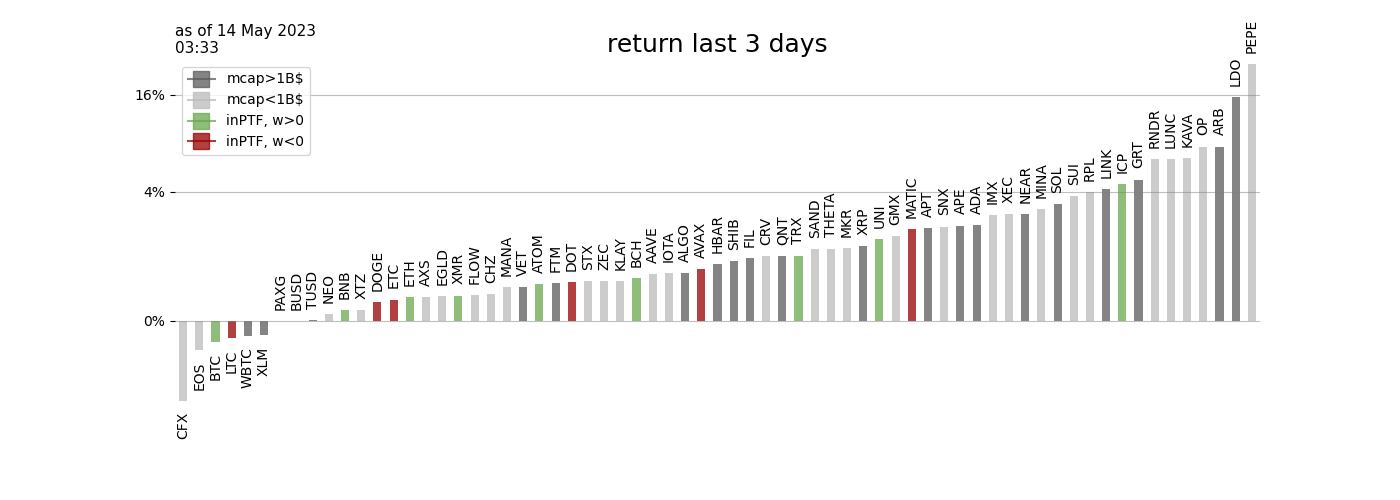 as of 14 May 2023
03:33
return last 3 days
mcap>1B$
mcap<1B$
inPTF, w>0
inPTF, w<0
16%
4%
0%
CFX
EOS
BTC
LTC
WBTC
XLM
PAXG
BUSD
TUSD
NEO
BNB
XTZ
DOGE
ETC
ETH
AXS
EGLD
XMR
FLOW
CHZ
MANA
VET
ATOM
FTM
DOT
STX
ZEC
KLAY
BCH
AAVE
IOTA
ALGO
AVAX
HBAR
SHIB
FIL
CRV
QNT
TRX
SAND
THETA
MKR
XRP
UNI
GMX
MATIC
APT
SNX
APE
ADA
IMX
XEC
NEAR
MINA
SOL
SUI
RPL
LINK
ICP
GRT
RNDR
LUNC
KAVA
OP
ARB
LDO
PEPE